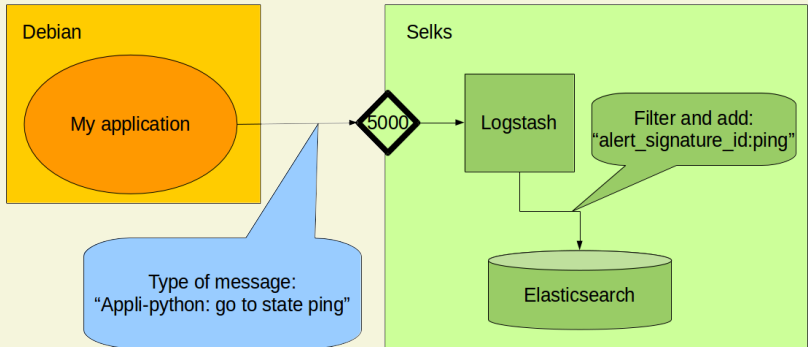 Debian
Selks
My application
5000
Logstash
Filter and add:
“alert_signature_id:ping”
Type of message:
“Appli-python: go to state ping”
Elasticsearch